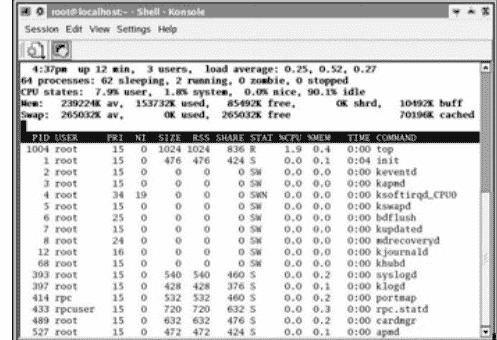 root@localhost:~ - Shell - Konsole
Session Edit View Settings Help
4:37pm up 12 min, 3 users, load average: 0.25, 0.52, 0.27
64 processes: 62 sleeping, 2 running, 0 zombie, 0 stopped
CPU states: 7.9% user, 1.8% system, 0.0% nice, 90.1% idle
Mem: 239224K av, 153732K used, 85492K free, 0K shrd, 10492K buff
Swap: 265032K av, 0K used, 265032K free 70196K cached
PID USER PRI NI SIZE RSS SHARE STAT %CPU %MEM TIME COMMAND
1004 root 15 0 1024 1024 836 R 1.9 0.4 0:00 top
1 root 15 0 476 476 424 S 0.0 0.1 0:04 init
2 root 15 0 0 0 0 SW 0.0 0.0 0:00 keventd
3 root 15 0 0 0 0 SW 0.0 0.0 0:00 kapmd
4 root 34 19 0 0 0 SWN 0.0 0.0 0:00 ksoftirqd_CPU0
5 root 15 0 0 0 0 SW 0.0 0.0 0:00 kswapd
6 root 25 0 0 0 0 SW 0.0 0.0 0:00 bdflush
7 root 15 0 0 0 0 SW 0.0 0.0 0:00 kupdated
8 root 24 0 0 0 0 SW 0.0 0.0 0:00 mdrecoveryd
12 root 16 0 0 0 0 SW 0.0 0.0 0:00 kjournald
68 root 15 0 0 0 0 SW 0.0 0.0 0:00 khubd
393 root 15 0 540 540 460 S 0.0 0.2 0:00 syslogd
397 root 15 0 428 428 376 S 0.0 0.1 0:00 klogd
414 rpc 15 0 532 532 460 S 0.0 0.2 0:00 portmap
433 rpcuser 15 0 720 720 632 S 0.0 0.3 0:00 rpc.statd
489 root 15 0 632 632 476 S 0.0 0.2 0:00 cardmgr
527 root 15 0 472 472 424 S 0.0 0.1 0:00 apmd